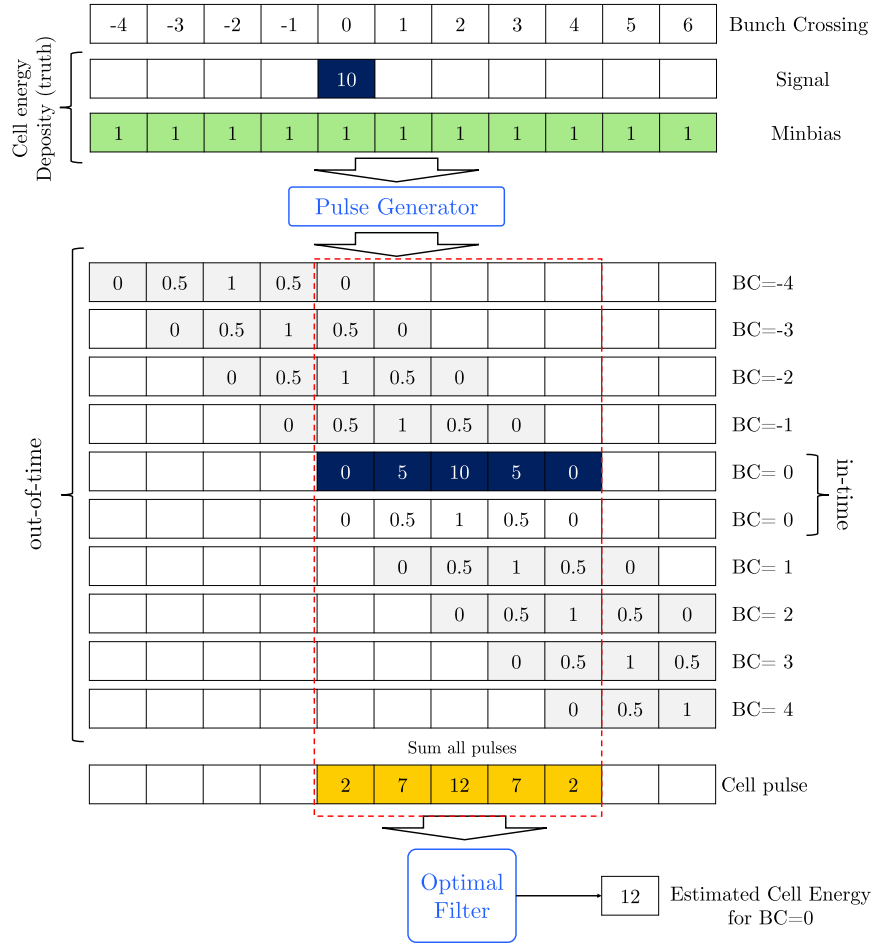 -4 -3 -2 -1 0 1 2 3 4 5 6 Bunch Crossing
Cell energy
Deposity (truth)
10 Signal
1 1 1 1 1 1 1 1 1 1 1 Minbias
Pulse Generator
out-of-time
0 0.5 1 0.5 0 BC=-4
0 0.5 1 0.5 0 BC=-3
0 0.5 1 0.5 0 BC=-2
0 0.5 1 0.5 0 BC=-1
0 5 10 5 0 BC= 0
in-time
0 0.5 1 0.5 0 BC= 0
0 0.5 1 0.5 0 BC= 1
0 0.5 1 0.5 0 BC= 2
0 0.5 1 0.5 BC= 3
0 0.5 1 BC= 4
Sum all pulses
2 7 12 7 2 Cell pulse
Optimal
Filter
12
Estimated Cell Energy
for BC=0